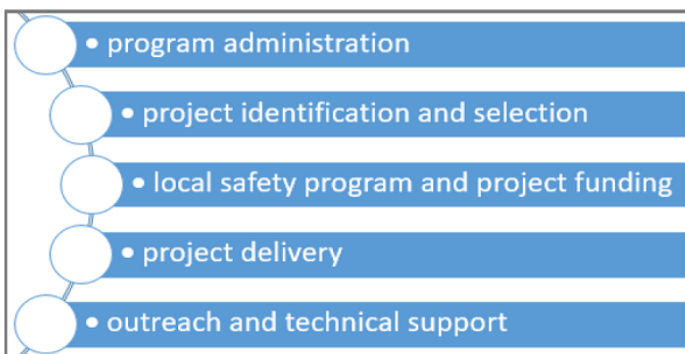 • program administration
• project identification and selection
• local safety program and project funding
• project delivery
• outreach and technical support